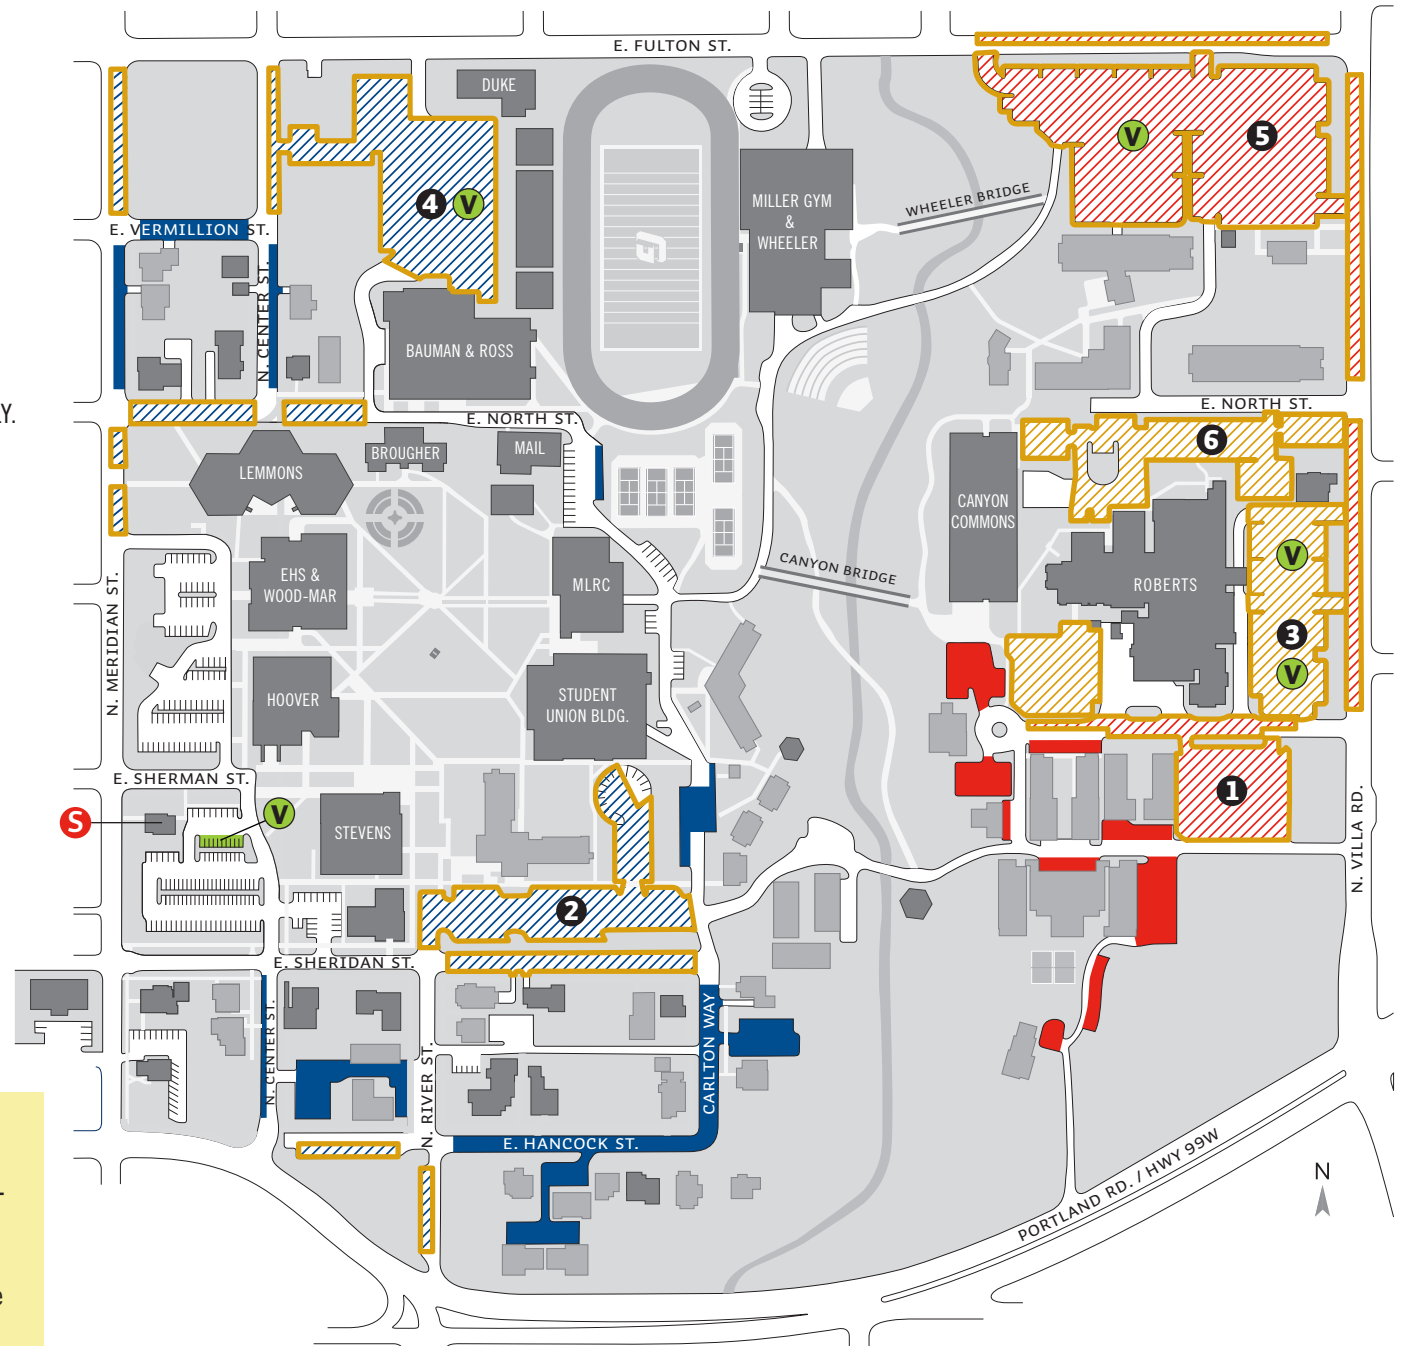 E. FULTON ST.
DUKE
V
5
4
V
MILLER GYM
&
WHEELER
WHEELER BRIDGE
E. VERMILLION ST.
N. CENTER ST.
BAUMAN & ROSS
Y.
E. NORTH ST.
E. NORTH ST.
6
LEMMONS
BROUGHER
MAIL
CANYON
COMMONS
CANYON BRIDGE
EHS &
WOOD-MAR
MLRC
ROBERTS
V
3
V
N. MERIDIAN ST.
HOOVER
STUDENT
UNION BLDG.
E. SHERMAN ST.
S
V
STEVENS
1
N. VILLA RD.
2
E. SHERIDAN ST.
N. CENTER ST.
N. RIVER ST.
CARLTON WAY
E. HANCOCK ST.
PORTLAND RD. / HWY 99W
N
e